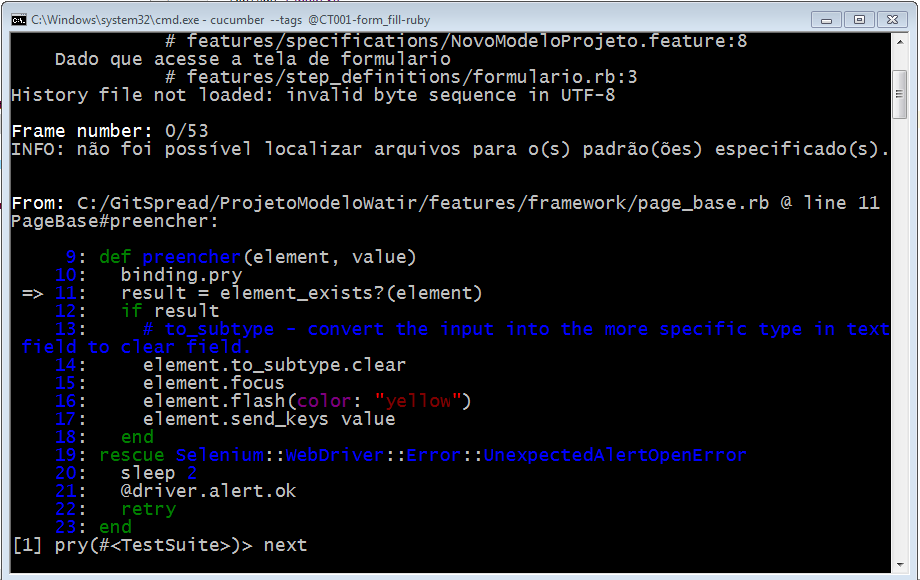 C:\Windows\system32\cmd.exe - cucumber --tags @CT001-form_fill-ruby
# features/specifications/NovoModeloProjeto.feature:8
Dado que acesse a tela de formulario
# features/step_definitions/formulario.rb:3
History file not loaded: invalid byte sequence in UTF-8
Frame number: 0/53
INFO: não foi possível localizar arquivos para o(s) padrão(ões) especificado(s).
From: C:/GitSpread/ProjetoModeloWatir/features/framework/page_base.rb @ line 11
PageBase#preencher:
9: def preencher(element, value)
10: binding.pry
=> 11: result = element_exists?(element)
12: if result
13: # to_subtype - convert the input into the more specific type in text
field to clear field.
14: element.to_subtype.clear
15: element.focus
16: element.flash(color: "yellow")
17: element.send_keys value
18: end
19: rescue Selenium::WebDriver::Error::UnexpectedAlertOpenError
20: sleep 2
21: @driver.alert.ok
22: retry
23: end
[1] pry(#<TestSuite>)> next